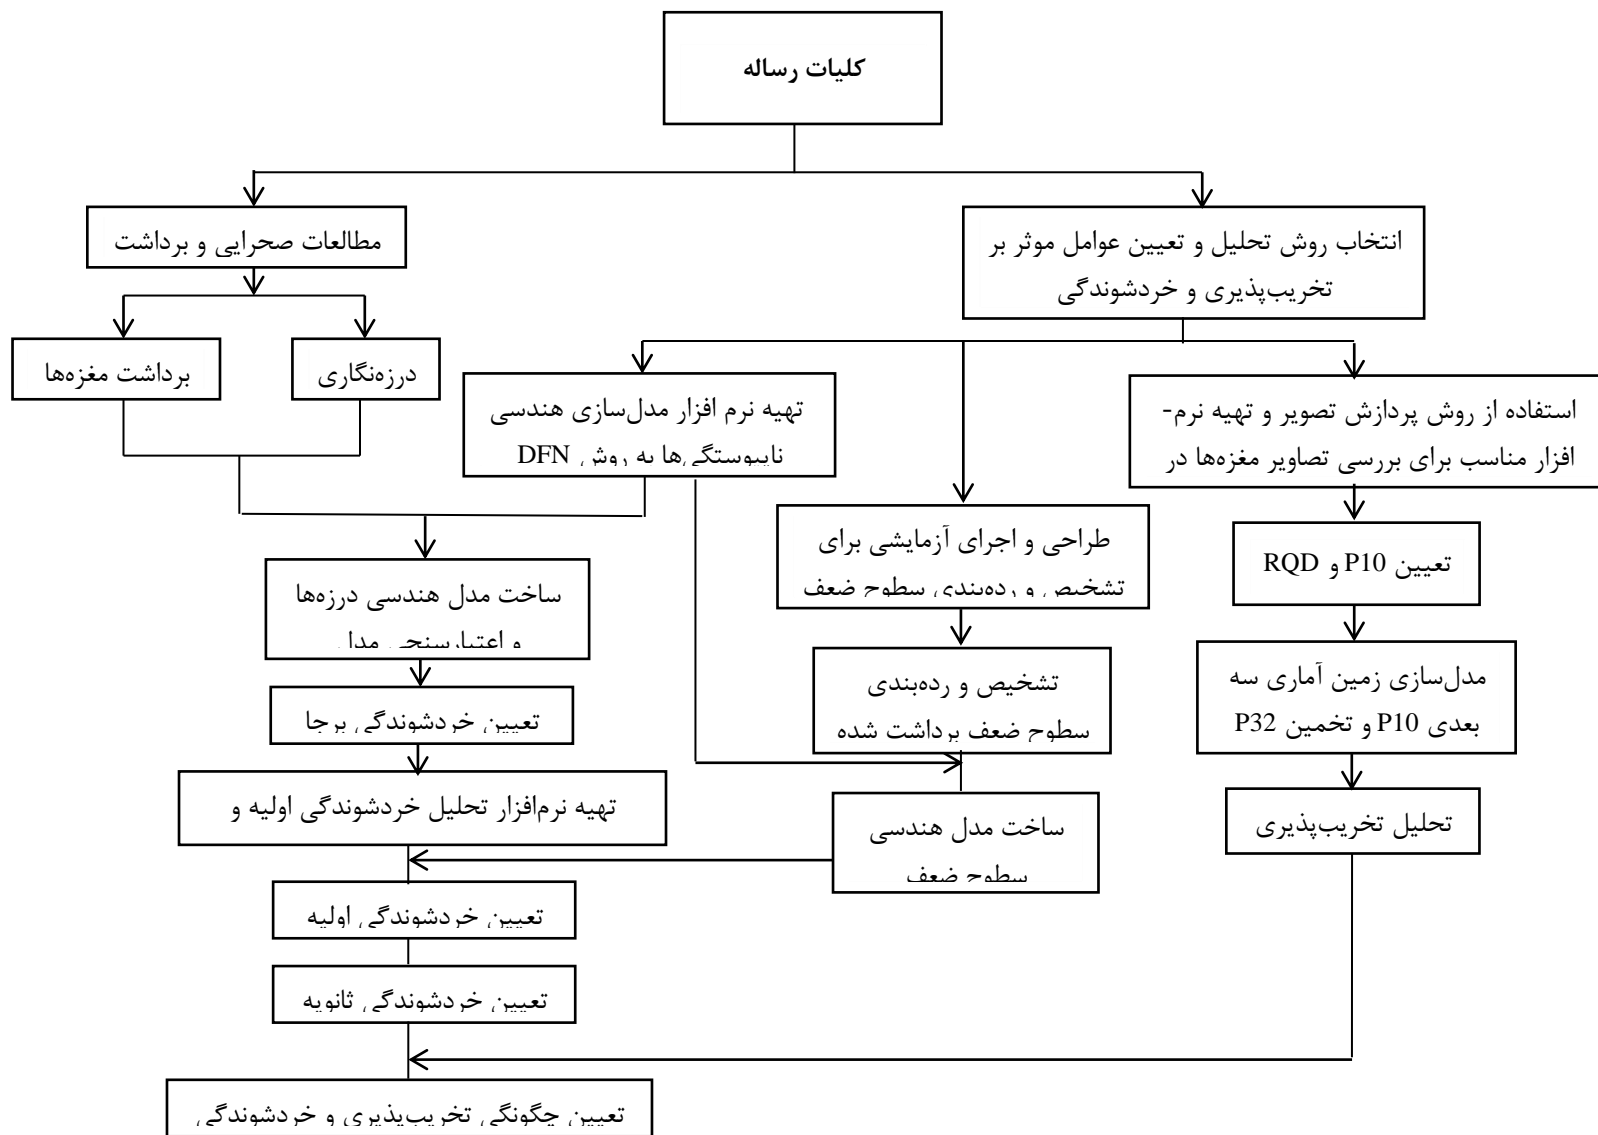 کلیات رساله
مطالعات صحرایی و برداشت
انتخاب روش تحلیل و تعیین عوامل موثر بر
تخریب‌پذیری و خردشوندگی
برداشت مغزه‌ها
درزه‌نگاری
تهیه نرم افزار مدل‌سازی هندسی
ناپیوستگی‌ها به روش DFN
استفاده از روش پردازش تصویر و تهیه نرم-
افزار مناسب برای بررسی تصاویر مغزه‌ها در
طراحی و اجرای آزمایشی برای
تشخیص و رده‌بندی سطوح ضعف
تعیین P10 و RQD
ساخت مدل هندسی درزه‌ها
و اعتبارسنجی مدل
تشخیص و رده‌بندی
سطوح ضعف برداشت شده
مدل‌سازی زمین آماری سه
بعدی P10 و تخمین P32
تعیین خردشوندگی برجا
تهیه نرم‌افزار تحلیل خردشوندگی اولیه و
ساخت مدل هندسی
سطوح ضعف
تحلیل تخریب‌پذیری
تعیین خردشوندگی اولیه
تعیین خردشوندگی ثانویه
تعیین چگونگی تخریب‌پذیری و خردشوندگی